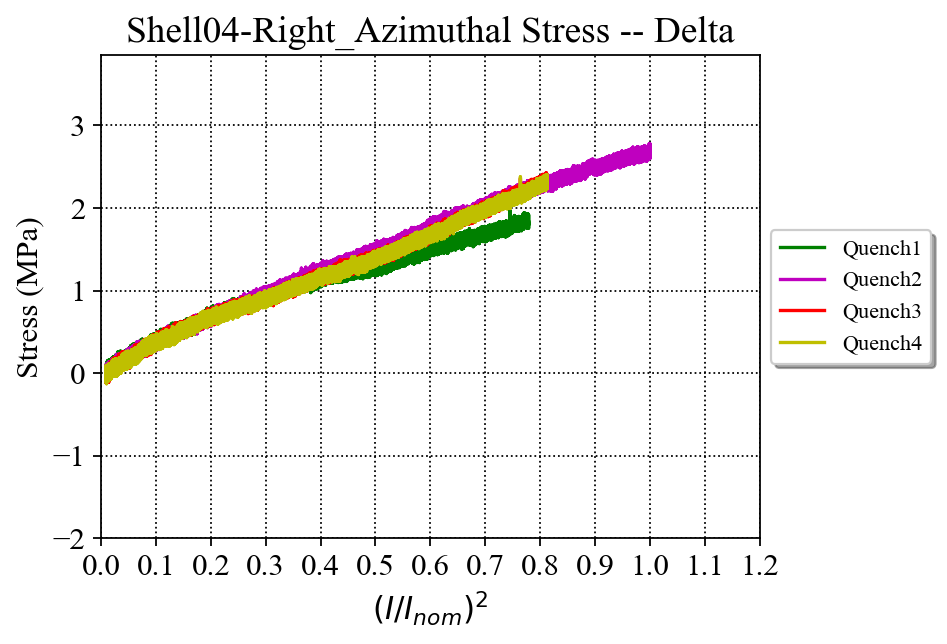 Shell04-Right_Azimuthal Stress -- Delta
Stress (MPa)
3
2
1
0
−1
−2
0.0 0.1 0.2 0.3 0.4 0.5 0.6 0.7 0.8 0.9 1.0 1.1 1.2
(I/I_{nom})^2
Quench1
Quench2
Quench3
Quench4